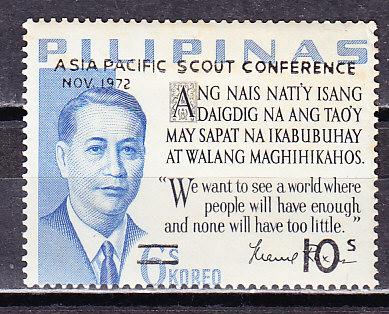 PILIPINAS
ASIA PACIFIC SCOUT CONFERENCE
NOV. 1972
ANG NAIS NATI'Y ISANG
DAIGDIG NA ANG TAO'Y
MAY SAPAT NA IKABUBUHAY
AT WALANG MAGHIHIKAHOS.
"We want to see a world where
people will have enough
and none will have too little."
10s
6s
KOREO